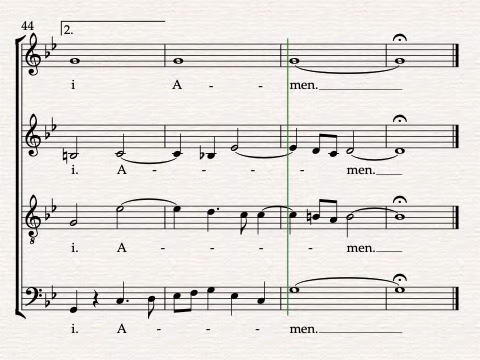 44
2.
i A - - men.
i. A - - - - men.
i. A - - - - men.
i. A - - - men.